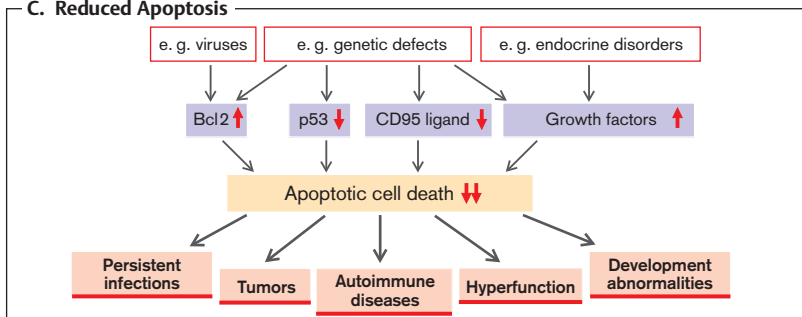 C. Reduced Apoptosis
e. g. viruses
e. g. genetic defects
e. g. endocrine disorders
Bcl2
p53
CD95 ligand
Growth factors
Apoptotic cell death
Persistent
infections
Tumors
Autoimmune
diseases
Hyperfunction
Development
abnormalities